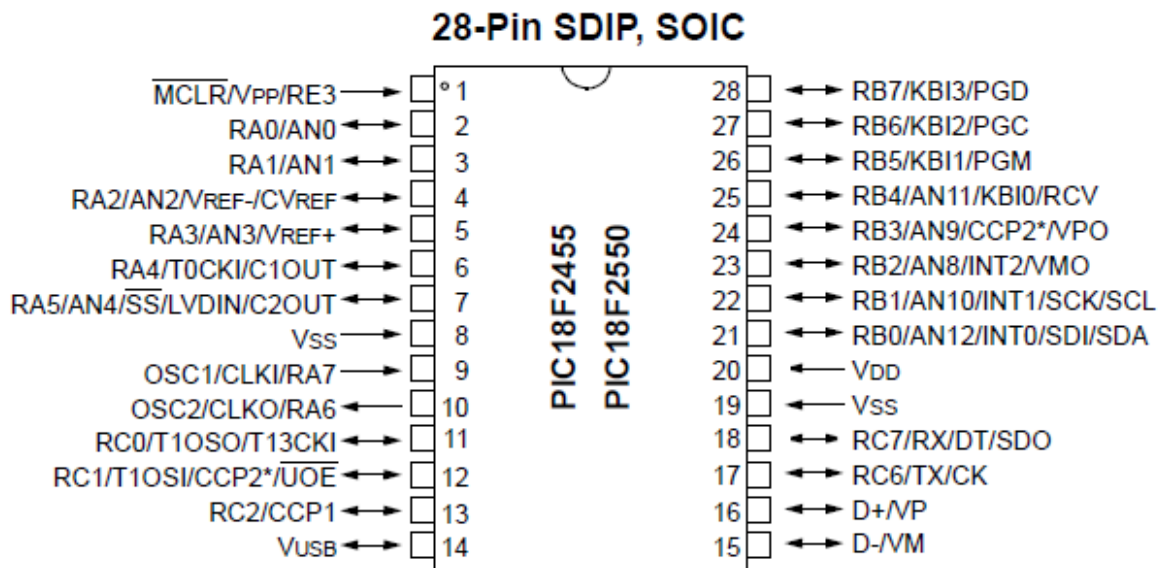 28-Pin SDIP, SOIC
MCLR/VPP/RE3 1
RA0/AN0 2
RA1/AN1 3
RA2/AN2/VREF-/CVREF 4
RA3/AN3/VREF+ 5
RA4/T0CKI/C1OUT 6
RA5/AN4/SS/LVDIN/C2OUT 7
VSS 8
OSC1/CLKI/RA7 9
OSC2/CLKO/RA6 10
RC0/T1OSO/T13CKI 11
RC1/T1OSI/CCP2*/UOE 12
RC2/CCP1 13
VUSB 14
PIC18F2455
PIC18F2550
28 RB7/KBI3/PGD
27 RB6/KBI2/PGC
26 RB5/KBI1/PGM
25 RB4/AN11/KBI0/RCV
24 RB3/AN9/CCP2*/VPO
23 RB2/AN8/INT2/VMO
22 RB1/AN10/INT1/SCK/SCL
21 RB0/AN12/INT0/SDI/SDA
20 VDD
19 VSS
18 RC7/RX/DT/SDO
17 RC6/TX/CK
16 D+/VP
15 D-/VM